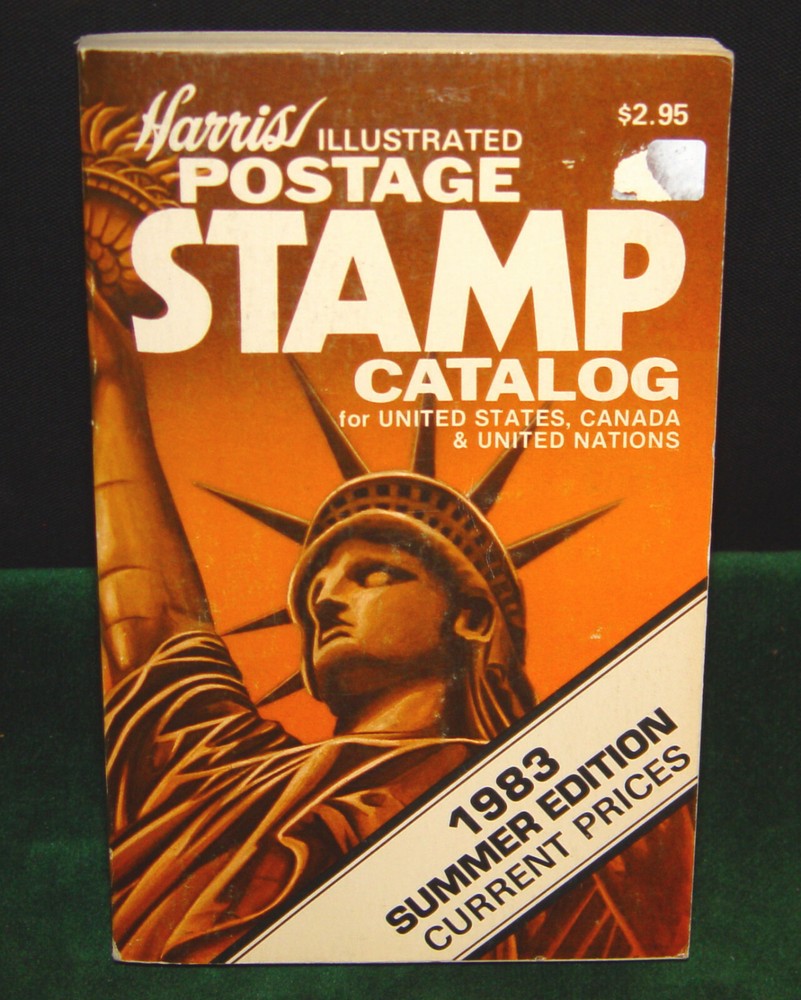 Harris ILLUSTRATED
$2.95
POSTAGE
STAMP
CATALOG
for UNITED STATES, CANADA
& UNITED NATIONS
1983
SUMMER EDITION
CURRENT PRICES